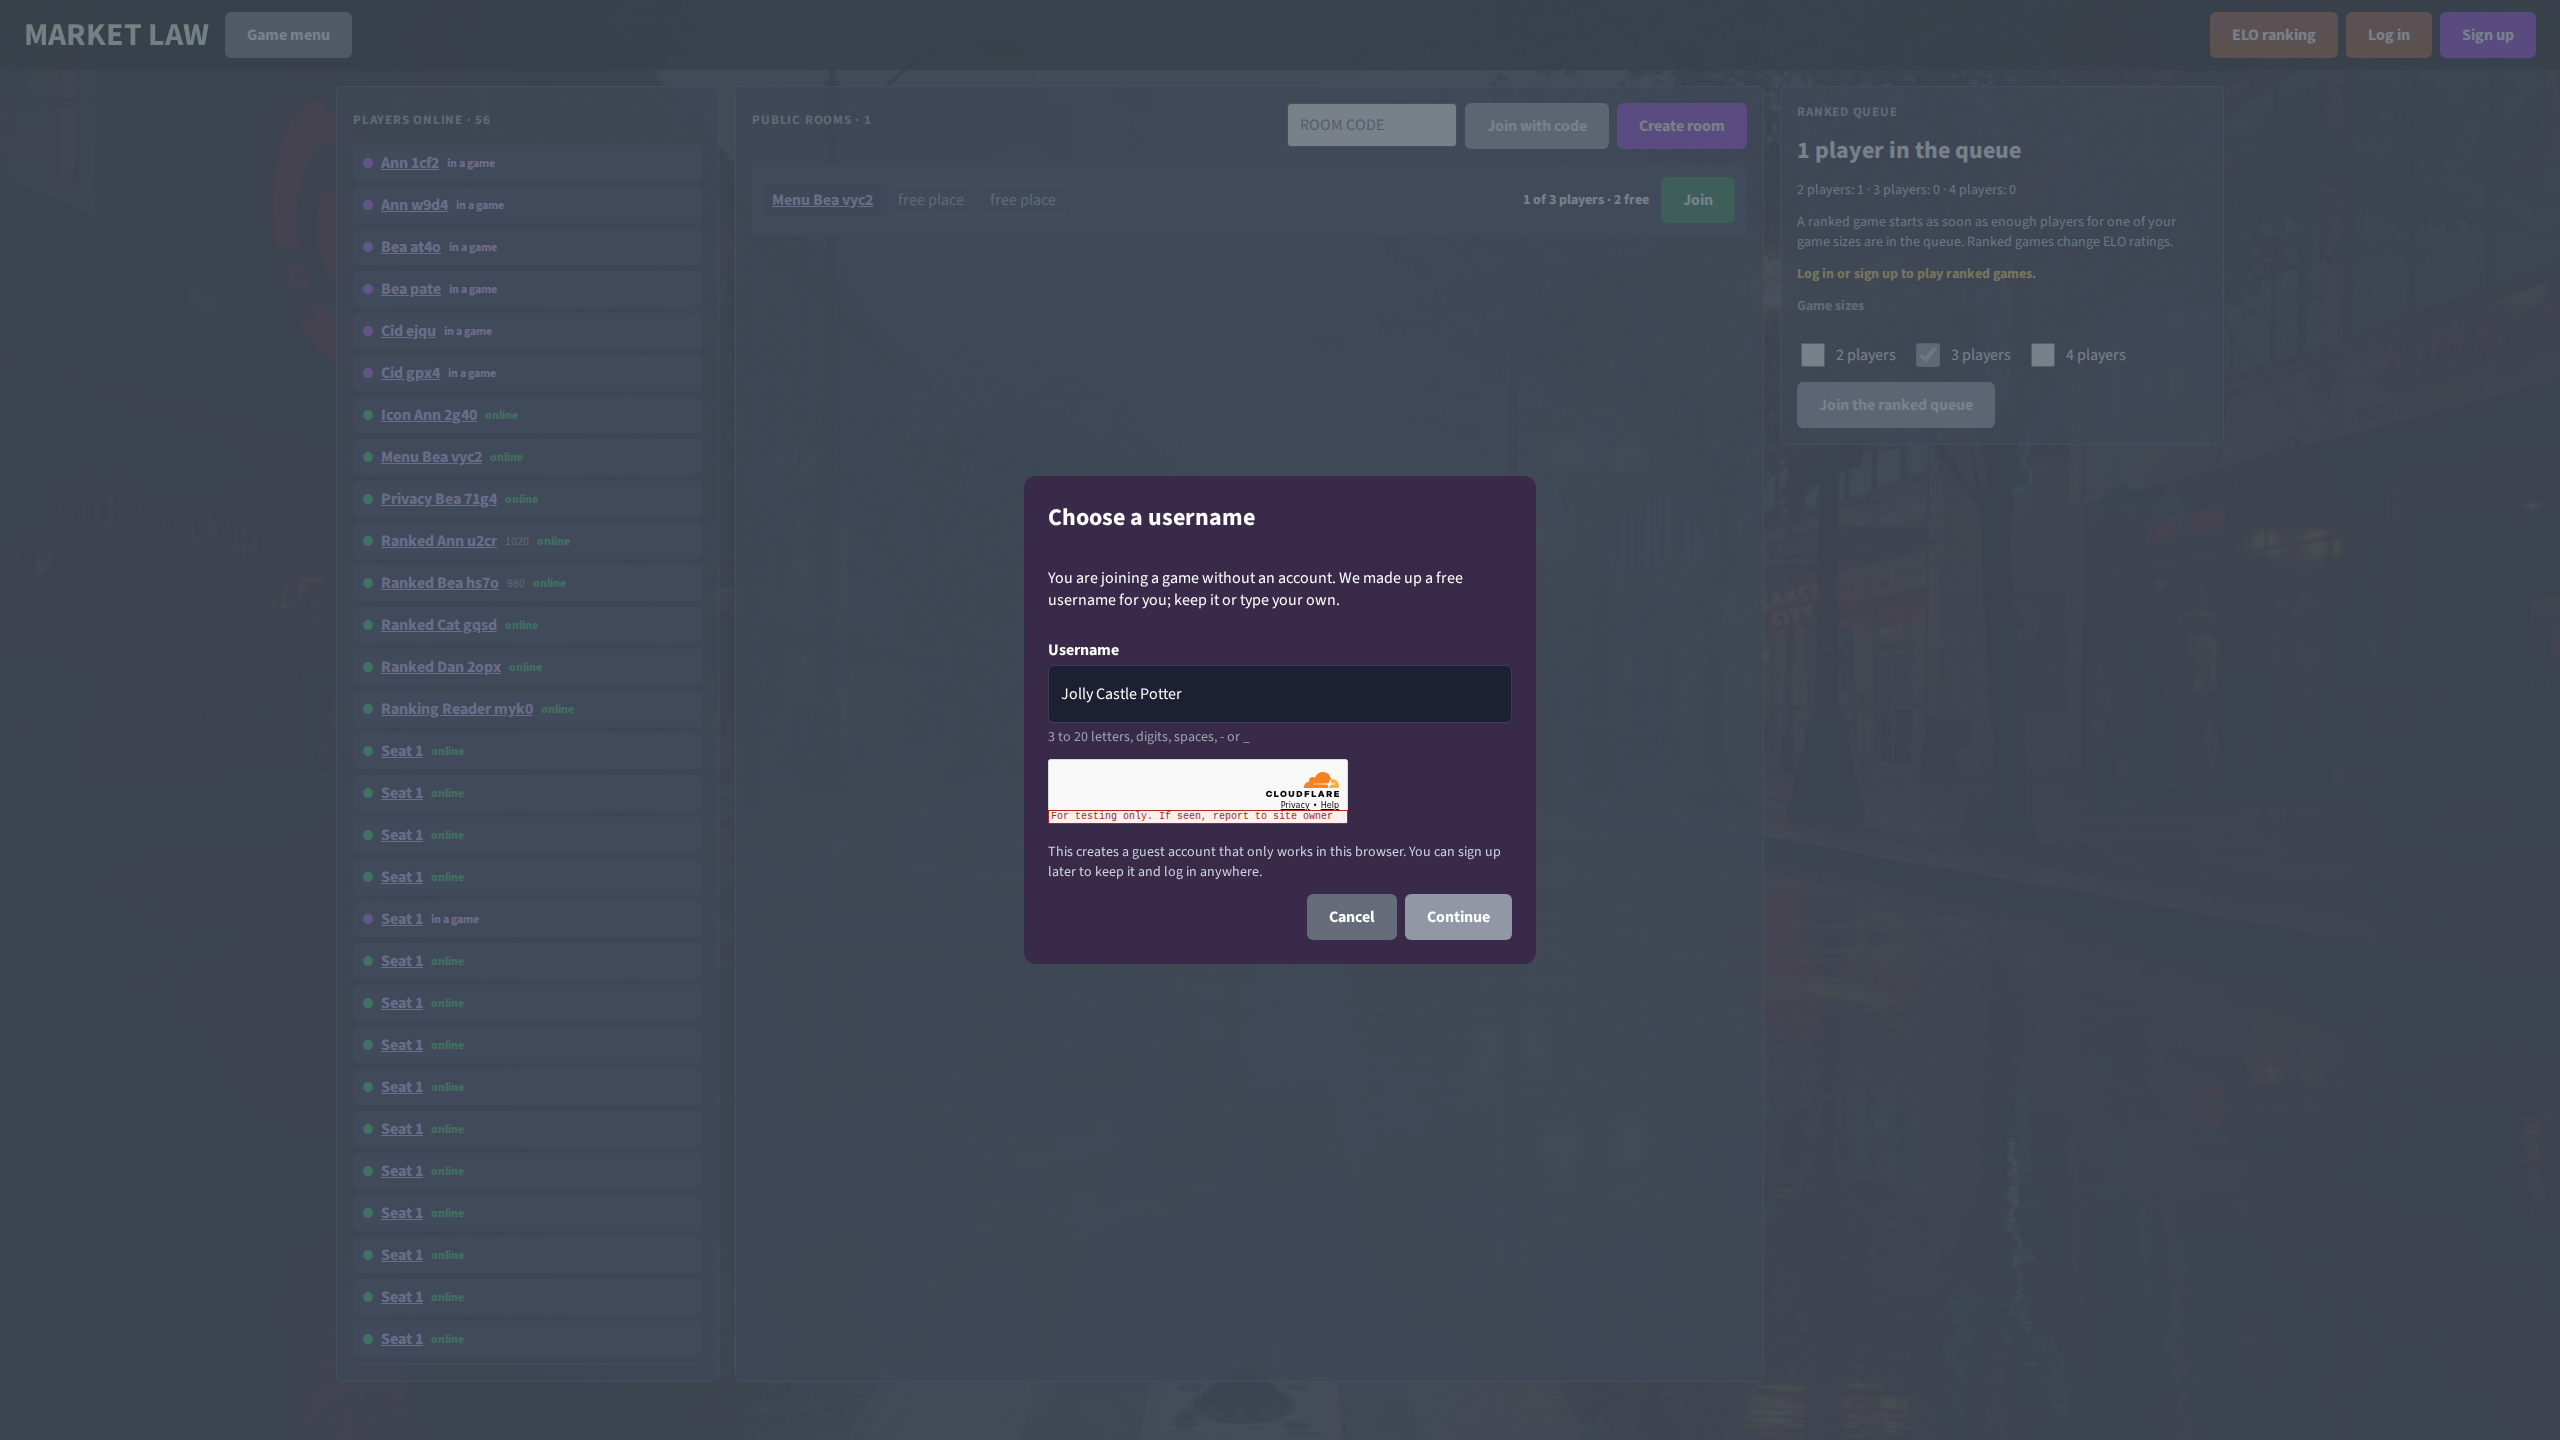 MARKET LAW
Game menu
ELO ranking
Log in
Sign up
PLAYERS ONLINE · 56
Ann 1cf2 in a game
Ann w9d4 in a game
Bea at4o in a game
Bea pate in a game
Cid ejqu in a game
Cid gpx4 in a game
Icon Ann 2g40 online
Menu Bea vyc2 online
Privacy Bea 71g4 online
Ranked Ann u2cr 1020 online
Ranked Bea hs7o 980 online
Ranked Cat gqsd online
Ranked Dan 2opx online
Ranking Reader myk0 online
Seat 1 online
Seat 1 online
Seat 1 online
Seat 1 online
Seat 1 in a game
Seat 1 online
Seat 1 online
Seat 1 online
Seat 1 online
Seat 1 online
Seat 1 online
Seat 1 online
Seat 1 online
Seat 1 online
Seat 1 online
PUBLIC ROOMS · 1
ROOM CODE
Join with code
Create room
Menu Bea vyc2 free place free place 1 of 3 players · 2 free Join
RANKED QUEUE
1 player in the queue
2 players: 1 · 3 players: 0 · 4 players: 0
A ranked game starts as soon as enough players for one of your
game sizes are in the queue. Ranked games change ELO ratings.
Log in or sign up to play ranked games.
Game sizes
2 players 3 players 4 players
Join the ranked queue
order pickup
Choose a username
You are joining a game without an account. We made up a free
username for you; keep it or type your own.
Username
Jolly Castle Potter
3 to 20 letters, digits, spaces, - or _
CLOUDFLARE
Privacy • Help
For testing only. If seen, report to site owner
This creates a guest account that only works in this browser. You can sign up
later to keep it and log in anywhere.
Cancel
Continue